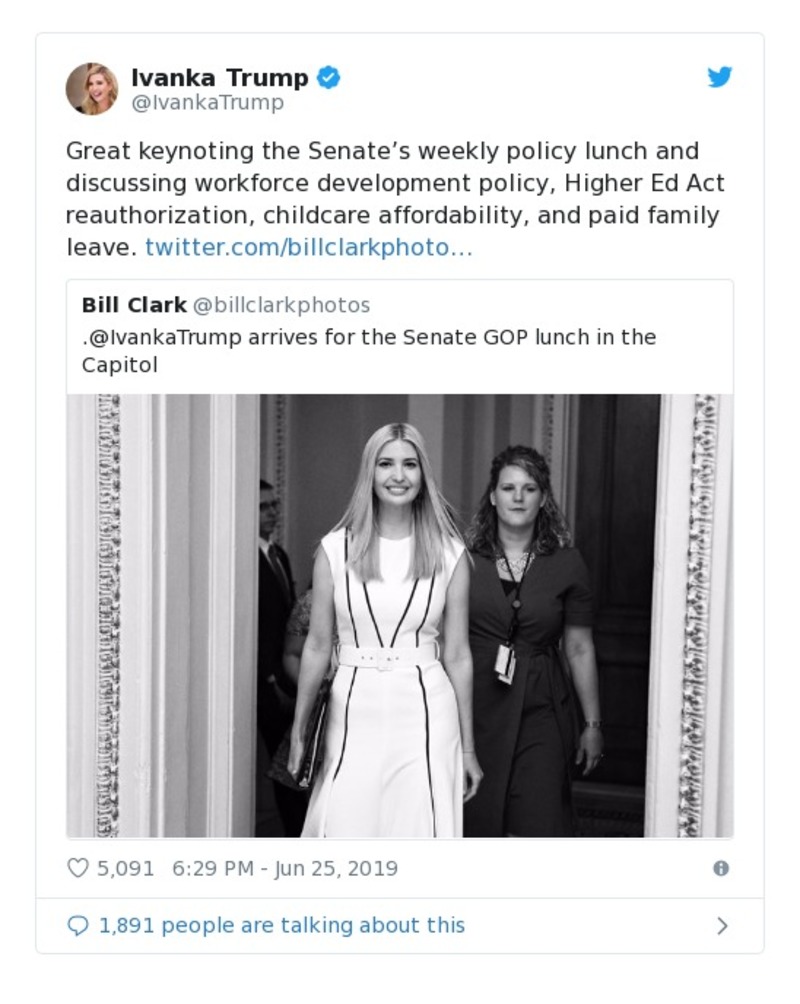 Ivanka Trump
@IvankaTrump
Great keynoting the Senate’s weekly policy lunch and
discussing workforce development policy, Higher Ed Act
reauthorization, childcare affordability, and paid family
leave. twitter.com/billclarkphoto…
Bill Clark @billclarkphotos
.@IvankaTrump arrives for the Senate GOP lunch in the
Capitol
5,091 6:29 PM - Jun 25, 2019
1,891 people are talking about this